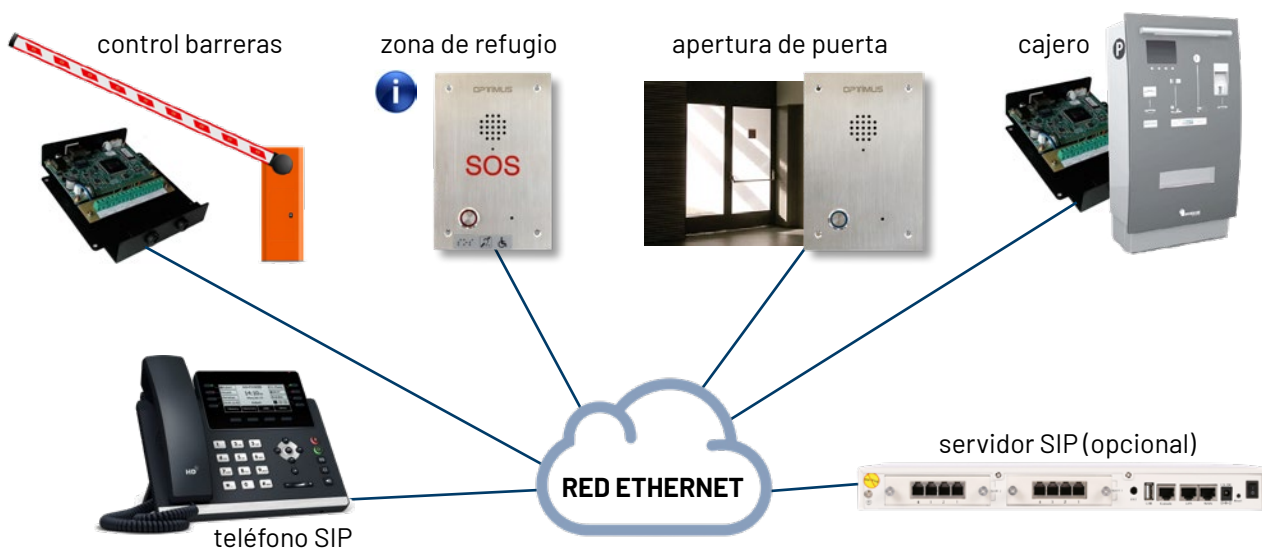 control barreras
zona de refugio
apertura de puerta
cajero
i
OPTIMUS
SOS
OPTIMUS
P
HD
RED ETHERNET
teléfono SIP
servidor SIP (opcional)